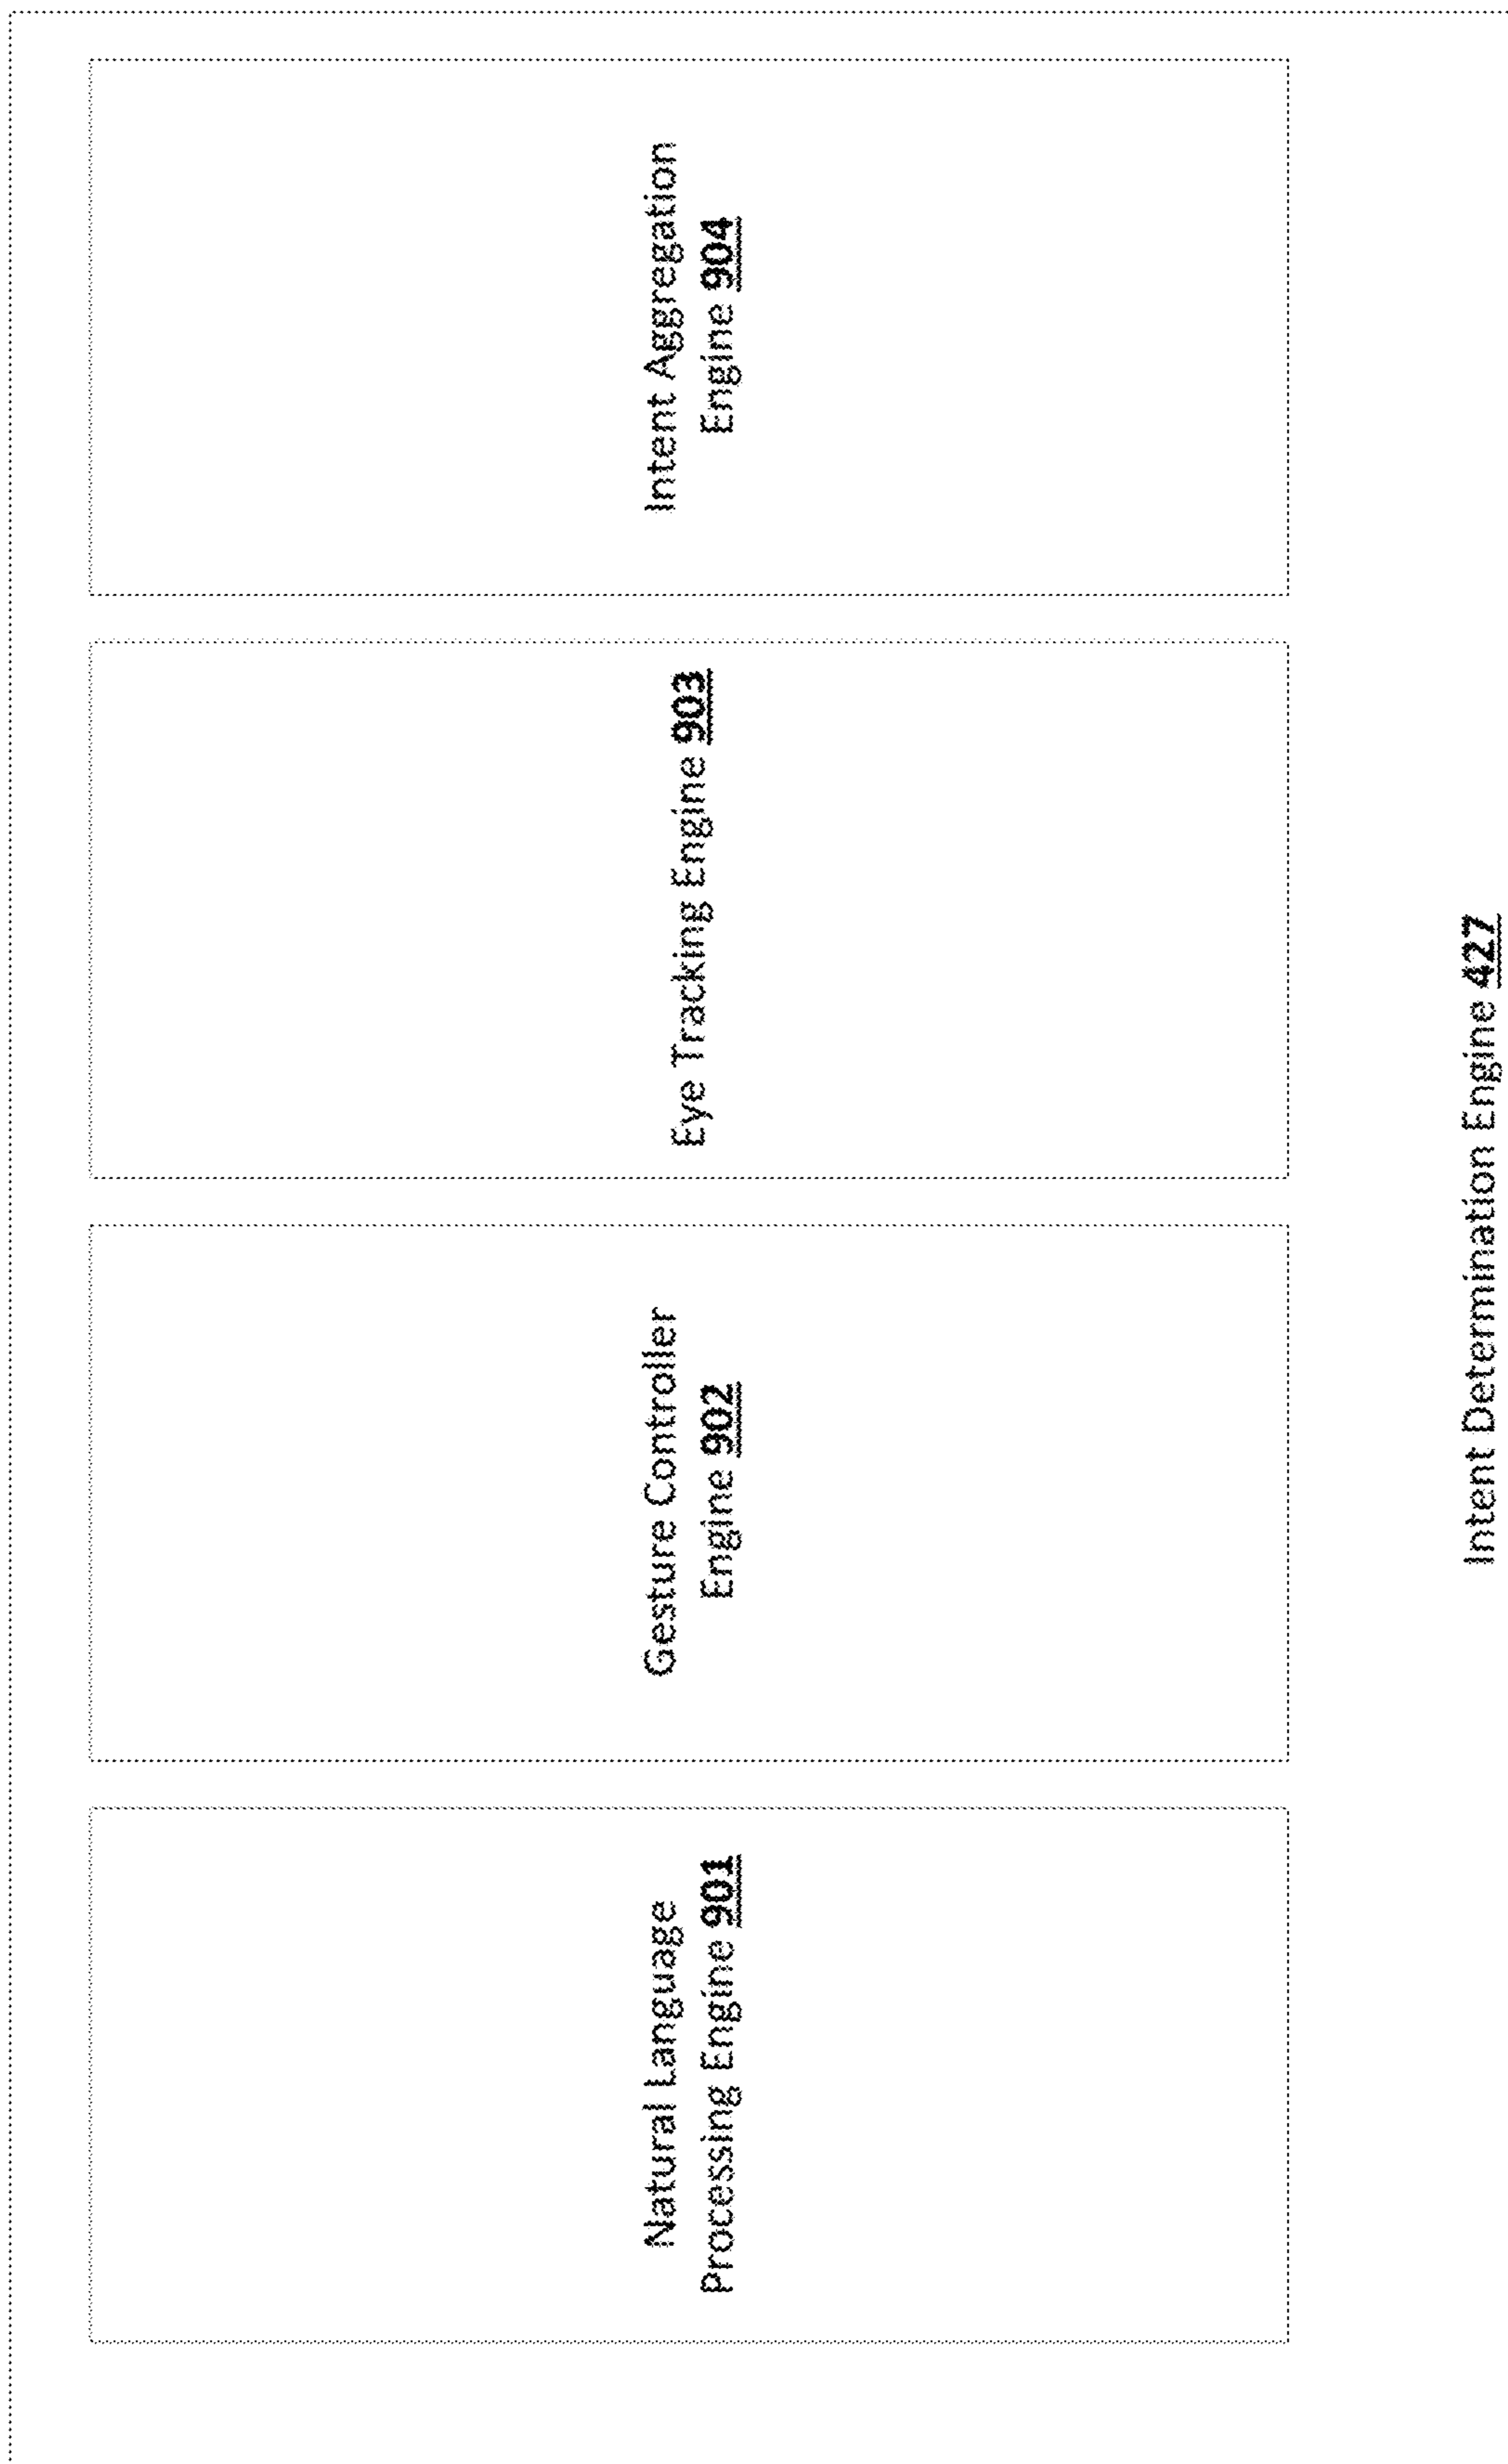 Natural Language
Processing Engine 901
Gesture Controller
Engine 902
Eye Tracking Engine 903
Intent Aggregation
Engine 904
Intent Determination Engine 427